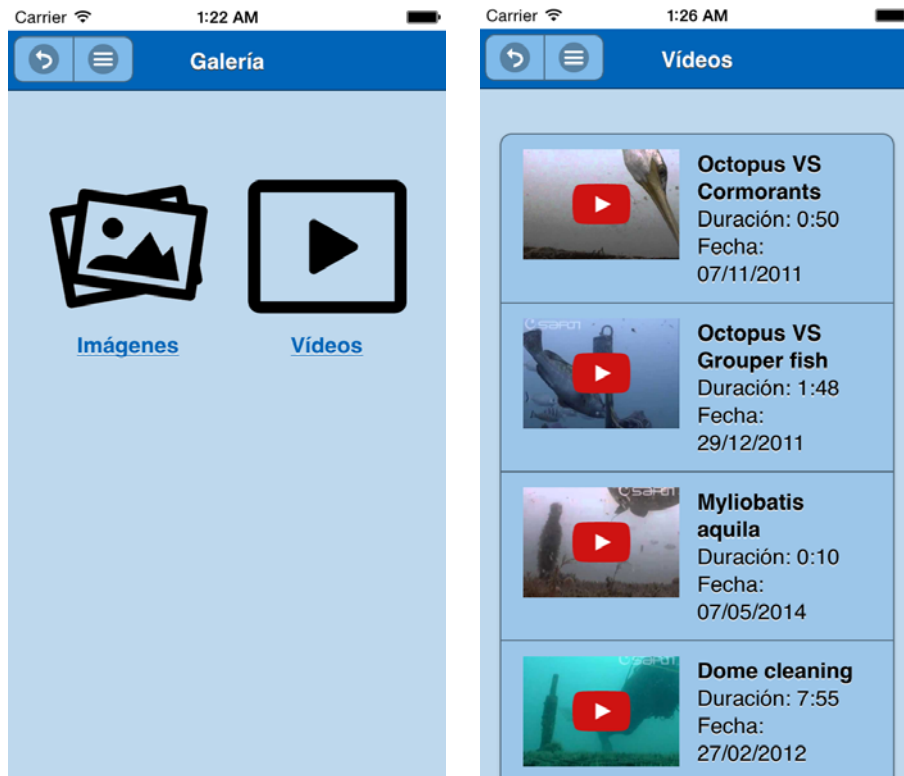 Carrier 1:22 AM
Galería
Imágenes Vídeos
Carrier 1:26 AM
Vídeos
Octopus VS
Cormorants
Duración: 0:50
Fecha:
07/11/2011
Octopus VS
Grouper fish
Duración: 1:48
Fecha:
29/12/2011
Myliobatis
aquila
Duración: 0:10
Fecha:
07/05/2014
Dome cleaning
Duración: 7:55
Fecha:
27/02/2012